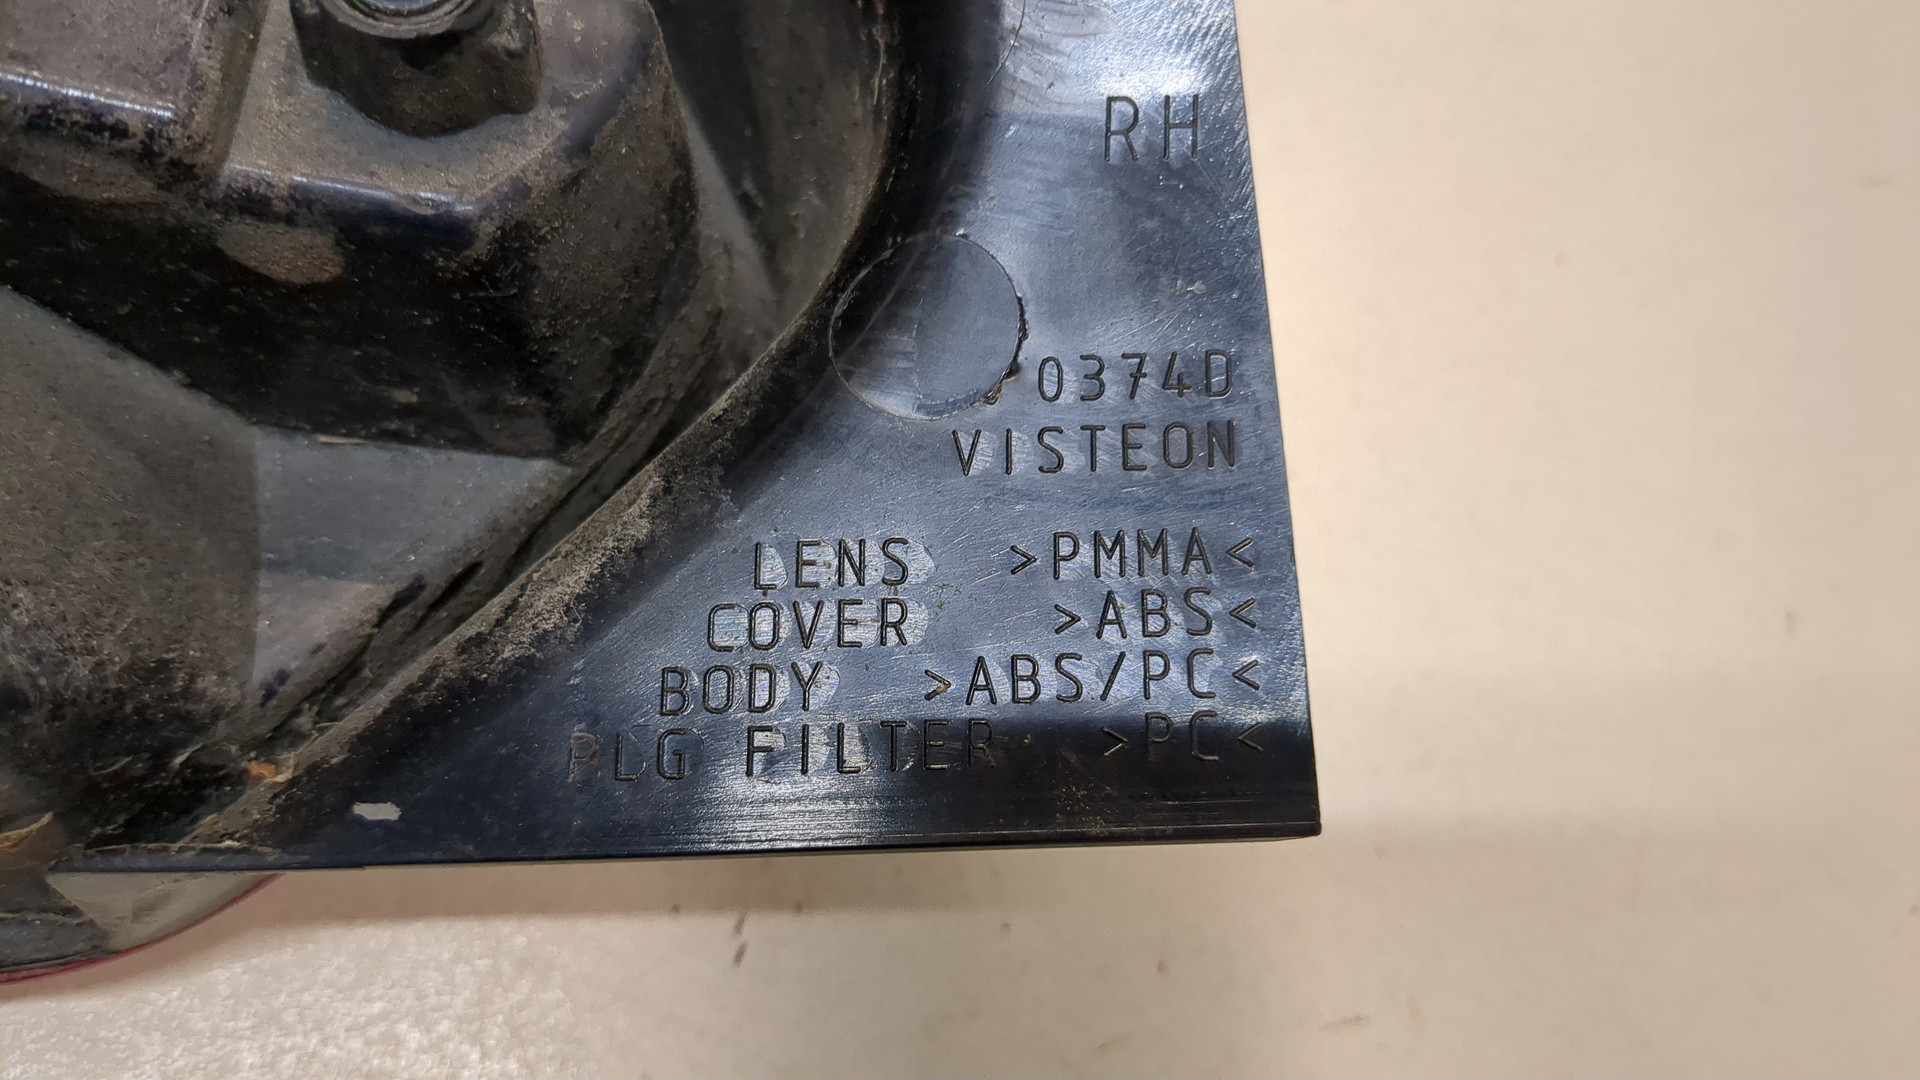 RH
0374D
VISTEON
LENS >PMMA<
COVER >ABS<
BODY >ABS/PC<
PLG FILTER >PC<